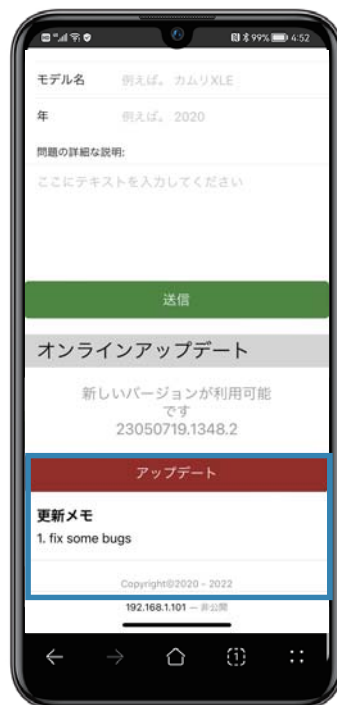 99% 4:52
モデル名 例えば。 カムリXLE
年 例えば。 2020
問題の詳細な説明:
ここにテキストを入力してください
送信
オンラインアップデート
新しいバージョンが利用可能
です
23050719.1348.2
アップデート
更新メモ
1. fix some bugs
Copyright©2020 - 2022
192.168.1.101 — 非公開
1